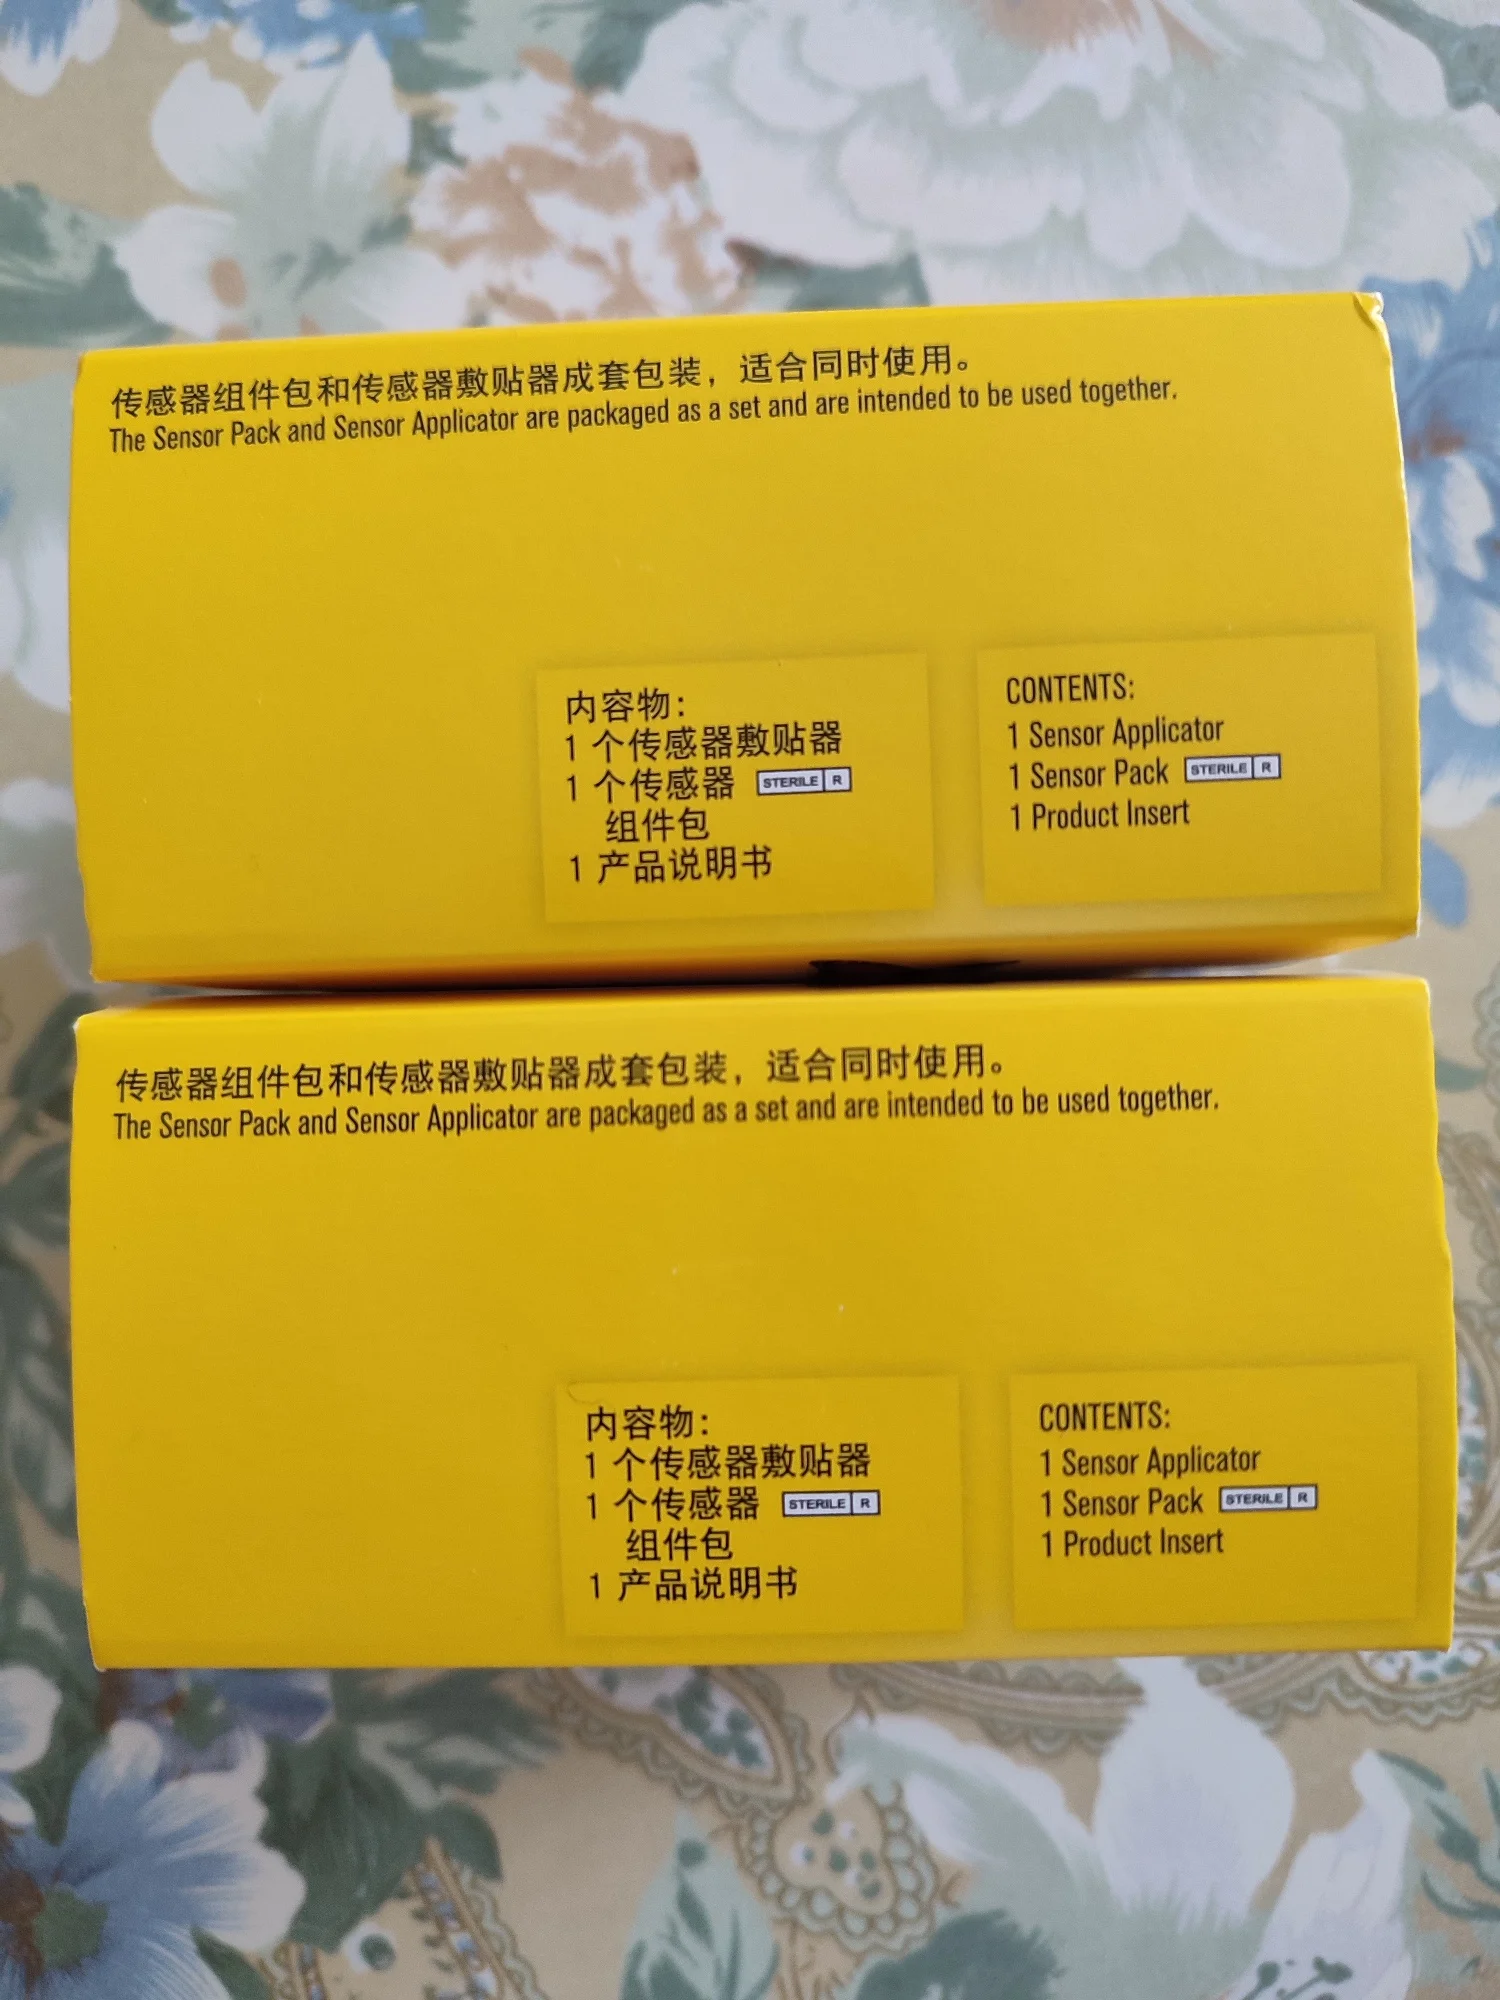 传感器组件包和传感器敷贴器成套包装，适合同时使用。
The Sensor Pack and Sensor Applicator are packaged as a set and are intended to be used together.
内容物：
1 个传感器敷贴器
1 个传感器 STERILE R
组件包
1 产品说明书
CONTENTS:
1 Sensor Applicator
1 Sensor Pack STERILE R
1 Product Insert
传感器组件包和传感器敷贴器成套包装，适合同时使用。
The Sensor Pack and Sensor Applicator are packaged as a set and are intended to be used together.
内容物：
1 个传感器敷贴器
1 个传感器 STERILE R
组件包
1 产品说明书
CONTENTS:
1 Sensor Applicator
1 Sensor Pack STERILE R
1 Product Insert